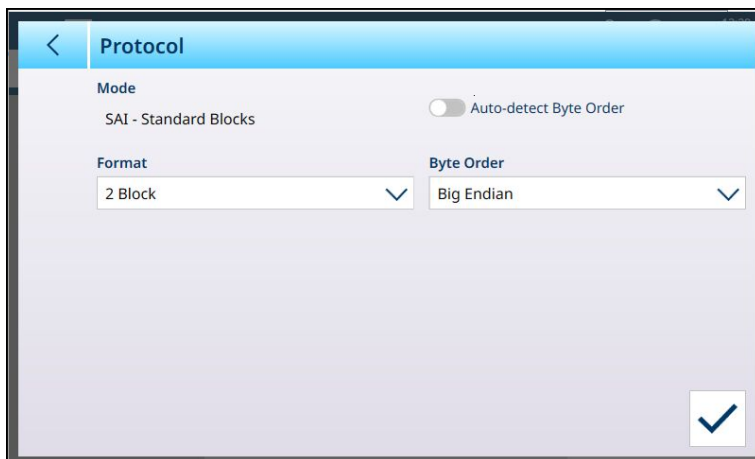 Protocol
Mode
SAI - Standard Blocks
Auto-detect Byte Order
Format
Byte Order
2 Block
Big Endian